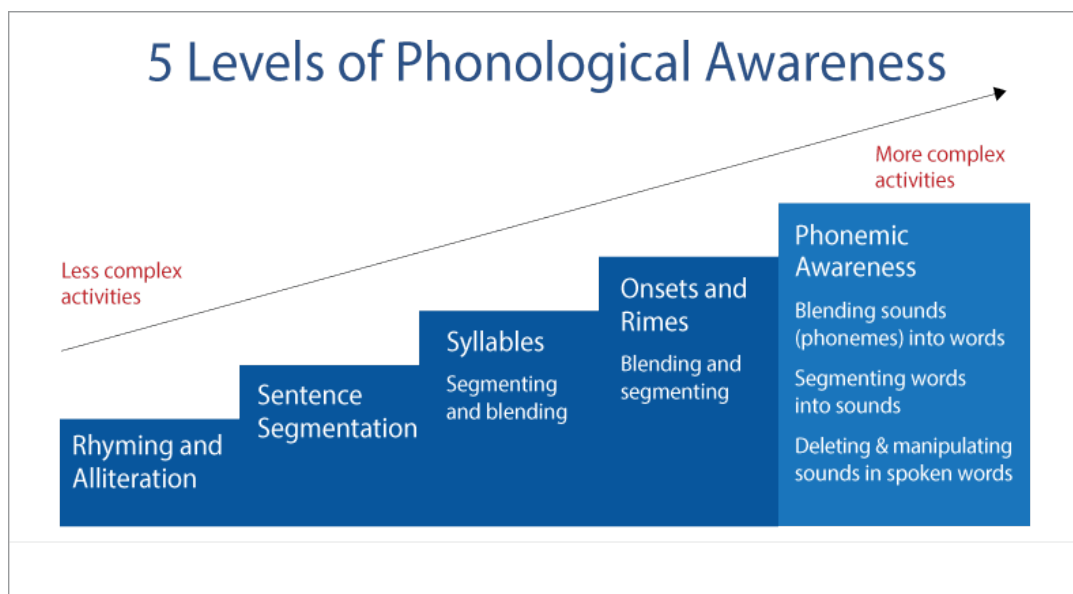 5 Levels of Phonological Awareness
More complex
activities
Less complex
activities
Rhyming and
Alliteration
Sentence
Segmentation
Syllables
Segmenting
and blending
Onsets and
Rimes
Blending and
segmenting
Phonemic
Awareness
Blending sounds
(phonemes) into words
Segmenting words
into sounds
Deleting & manipulating
sounds in spoken words